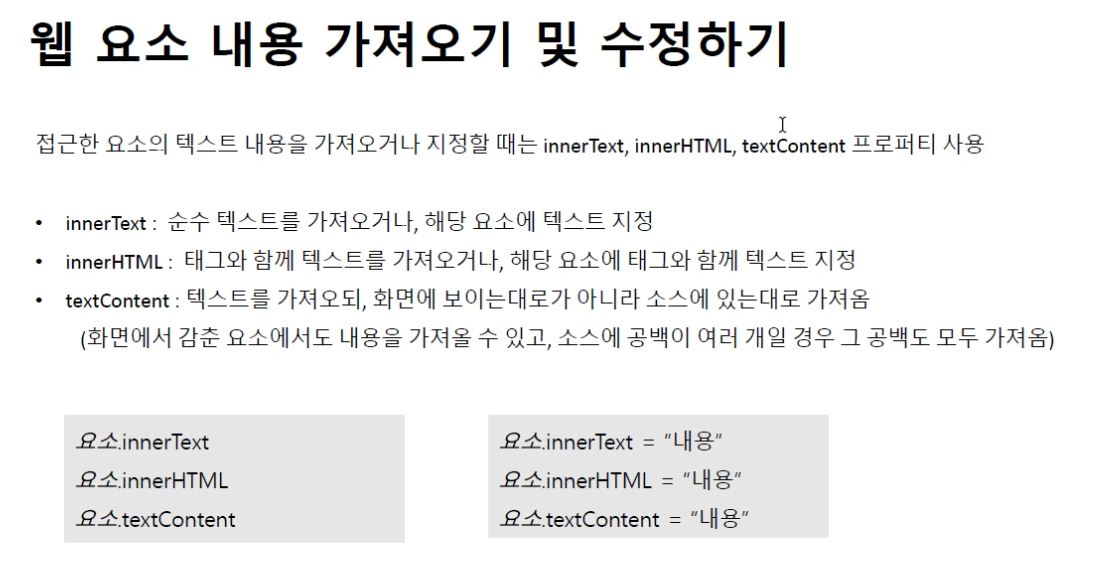 웹 요소 내용 가져오기 및 수정하기
접근한 요소의 텍스트 내용을 가져오거나 지정할 때는 innerText, innerHTML, textContent 프로퍼티 사용
• innerText : 순수 텍스트를 가져오거나, 해당 요소에 텍스트 지정
• innerHTML : 태그와 함께 텍스트를 가져오거나, 해당 요소에 태그와 함께 텍스트 지정
• textContent : 텍스트를 가져오되, 화면에 보이는대로가 아니라 소스에 있는대로 가져옴
(화면에서 감춘 요소에서도 내용을 가져올 수 있고, 소스에 공백이 여러 개일 경우 그 공백도 모두 가져옴)
요소.innerText
요소.innerHTML
요소.textContent
요소.innerText = "내용"
요소.innerHTML = "내용"
요소.textContent = "내용"